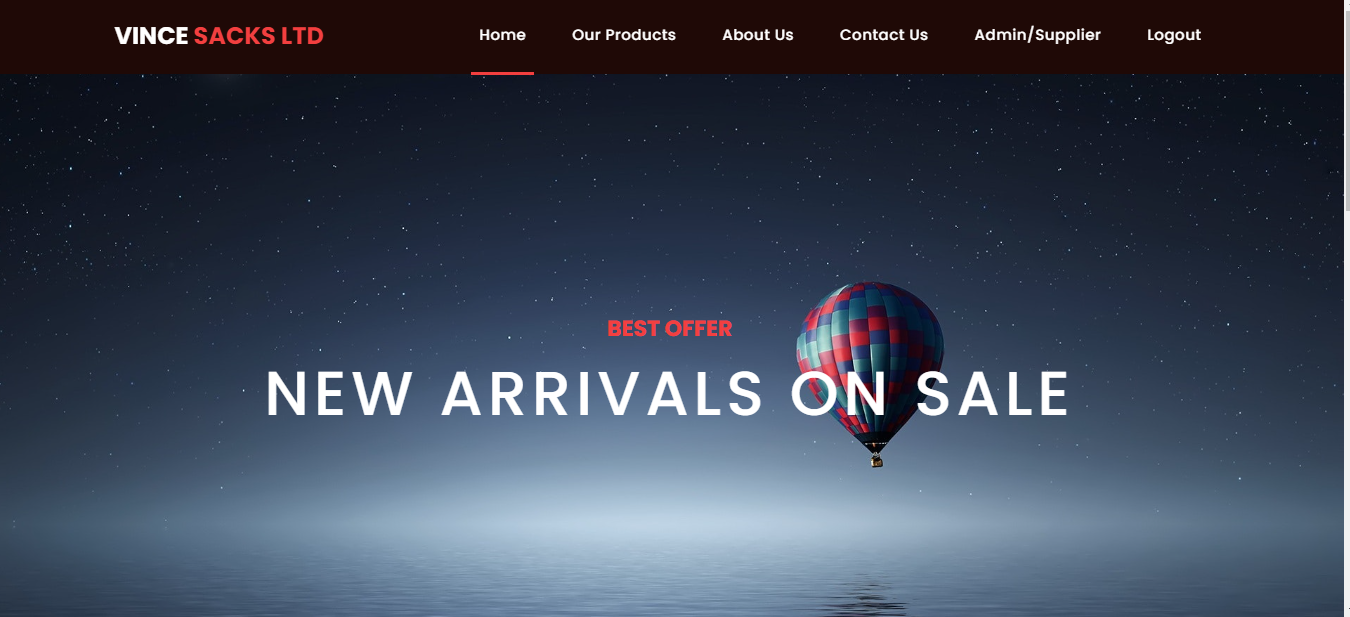 VINCE SACKS LTD
Home Our Products About Us Contact Us Admin/Supplier Logout
BEST OFFER
NEW ARRIVALS ON SALE